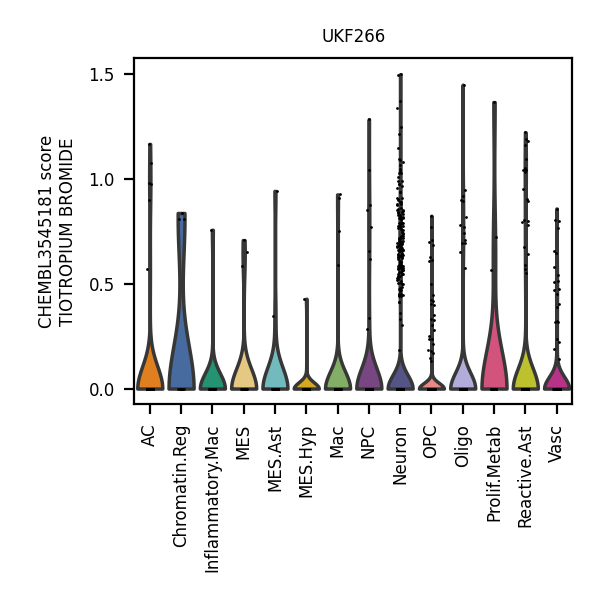 UKF266
CHEMBL3545181 score
TIOTROPIUM BROMIDE
1.5
1.0
0.5
0.0
AC
Chromatin.Reg
Inflammatory.Mac
MES
MES.Ast
MES.Hyp
Mac
NPC
Neuron
OPC
Oligo
Prolif.Metab
Reactive.Ast
Vasc